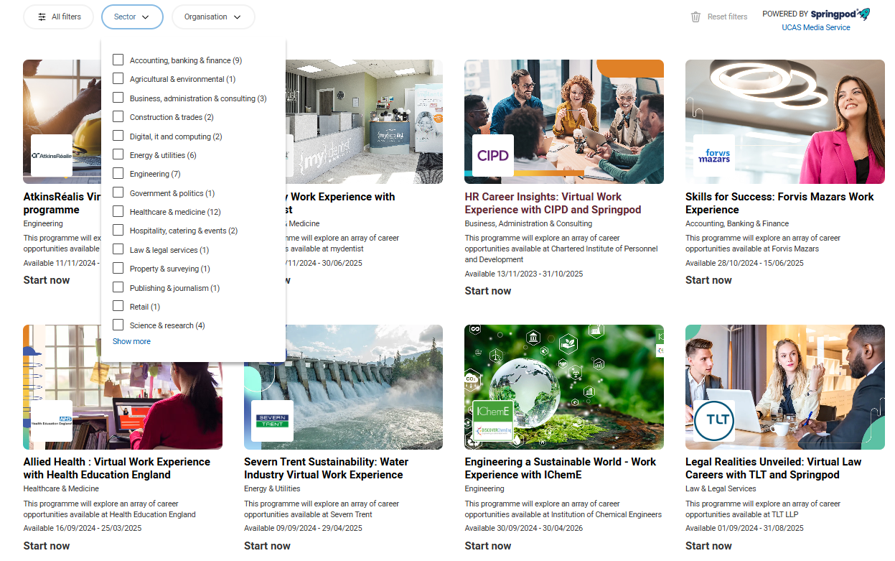 All filters
Sector
Organisation
Reset filters
POWERED BY Springpod
UCAS Media Service
Accounting, banking & finance (9)
Agricultural & environmental (1)
Business, administration & consulting (3)
Construction & trades (2)
Digital, it and computing (2)
Energy & utilities (6)
Engineering (7)
Government & politics (1)
Healthcare & medicine (12)
Hospitality, catering & events (2)
Law & legal services (1)
Property & surveying (1)
Publishing & journalism (1)
Retail (1)
Science & research (4)
Show more
AtkinsRéalis
AtkinsRéalis Vir
programme
Engineering
This programme will explore
opportunities available
Available 11/11/2024 -
Start now
{my}dentist
y Work Experience with
st
& Medicine
me will explore an array of career
s available at mydentist
/11/2024 - 30/06/2025
w
CIPD
HR Career Insights: Virtual Work
Experience with CIPD and Springpod
Business, Administration & Consulting
This programme will explore an array of career
opportunities available at Chartered Institute of Personnel
and Development
Available 13/11/2023 - 31/10/2025
Start now
forvis
mazars
Skills for Success: Forvis Mazars Work
Experience
Accounting, Banking & Finance
This programme will explore an array of career
opportunities available at Forvis Mazars
Available 28/10/2024 - 15/06/2025
Start now
NHS
Health Education England
Allied Health : Virtual Work Experience
with Health Education England
Healthcare & Medicine
This programme will explore an array of career
opportunities available at Health Education England
Available 16/09/2024 - 25/03/2025
Start now
SEVERN
TRENT
Severn Trent Sustainability: Water
Industry Virtual Work Experience
Energy & Utilities
This programme will explore an array of career
opportunities available at Severn Trent
Available 09/09/2024 - 29/04/2025
Start now
IChemE
Engineering a Sustainable World - Work
Experience with IChemE
Engineering
This programme will explore an array of career
opportunities available at Institution of Chemical Engineers
Available 30/09/2024 - 30/04/2026
Start now
TLT
Legal Realities Unveiled: Virtual Law
Careers with TLT and Springpod
Law & Legal Services
This programme will explore an array of career
opportunities available at TLT LLP
Available 01/09/2024 - 31/08/2025
Start now